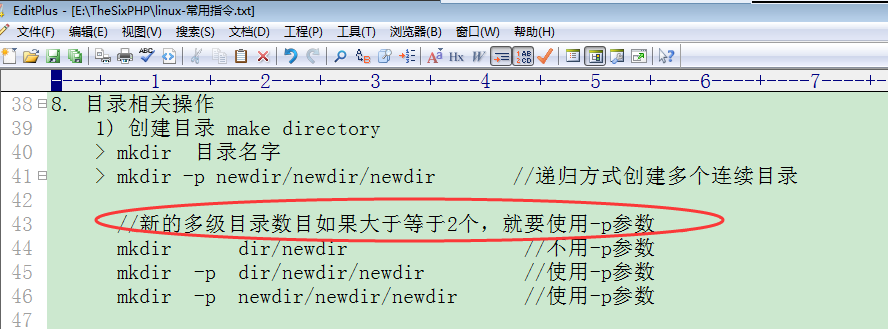 EditPlus - [E:\TheSixPHP\linux-常用指令.txt]
文件(F) 编辑(E) 视图(V) 搜索(S) 文档(D) 工程(P) 工具(T) 浏览器(B) 窗口(W) 帮助(H)
----+----1----+----2----+----3----+----4----+----5----+----6----+----7----+--
38 8. 目录相关操作
39 1) 创建目录 make directory
40 > mkdir 目录名字
41 > mkdir -p newdir/newdir/newdir //递归方式创建多个连续目录
42
43 //新的多级目录数目如果大于等于2个，就要使用-p参数
44 mkdir dir/newdir //不用-p参数
45 mkdir -p dir/newdir/newdir //使用-p参数
46 mkdir -p newdir/newdir/newdir //使用-p参数
47